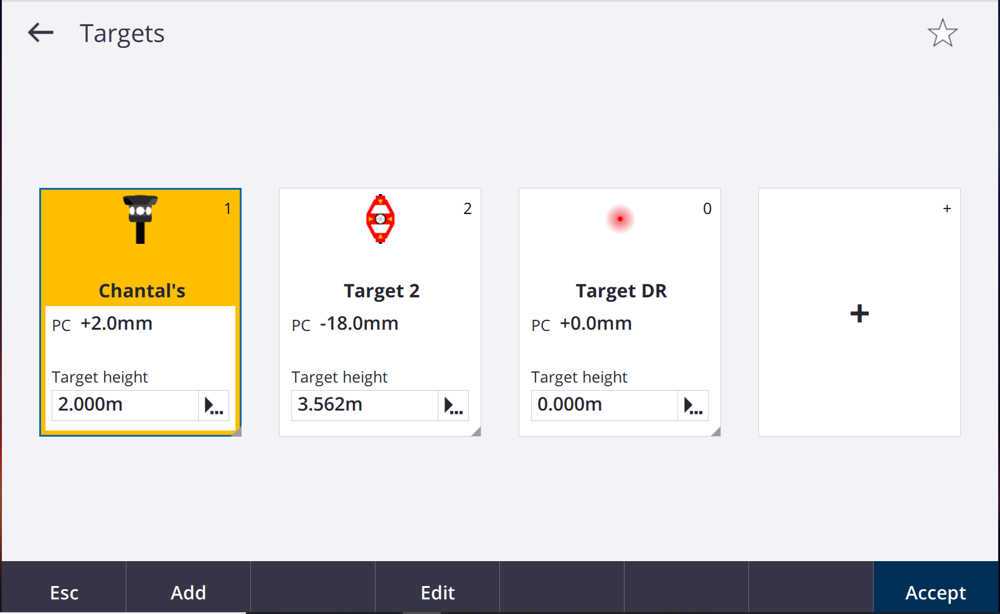 Targets
1
Chantal's
PC +2.0mm
Target height
2.000m
2
Target 2
PC -18.0mm
Target height
3.562m
0
Target DR
PC +0.0mm
Target height
0.000m
+
+
Esc
Add
Edit
Accept